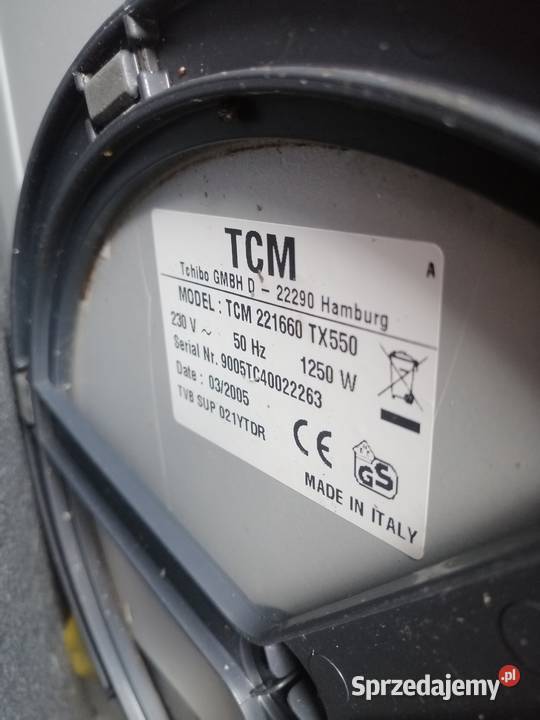 TCM
A
Tchibo GMBH D - 22290 Hamburg
MODEL : TCM 221660 TX550
230 V ~ 50 Hz 1250 W
Serial Nr. 9005TC40022263
Date : 03/2005
TVB SUP 021YTDR
CE
GS
MADE IN ITALY
Sprzedajemy.pl